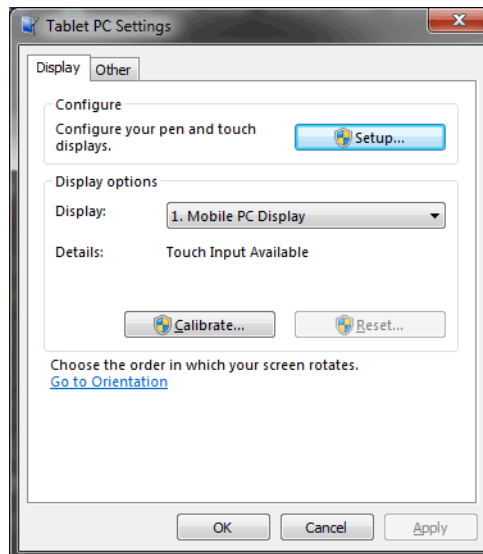 Tablet PC Settings
Display
Other
Configure
Configure your pen and touch
displays.
Setup...
Display options
Display:
1. Mobile PC Display
Details:
Touch Input Available
Calibrate...
Reset...
Choose the order in which your screen rotates.
Go to Orientation
OK
Cancel
Apply